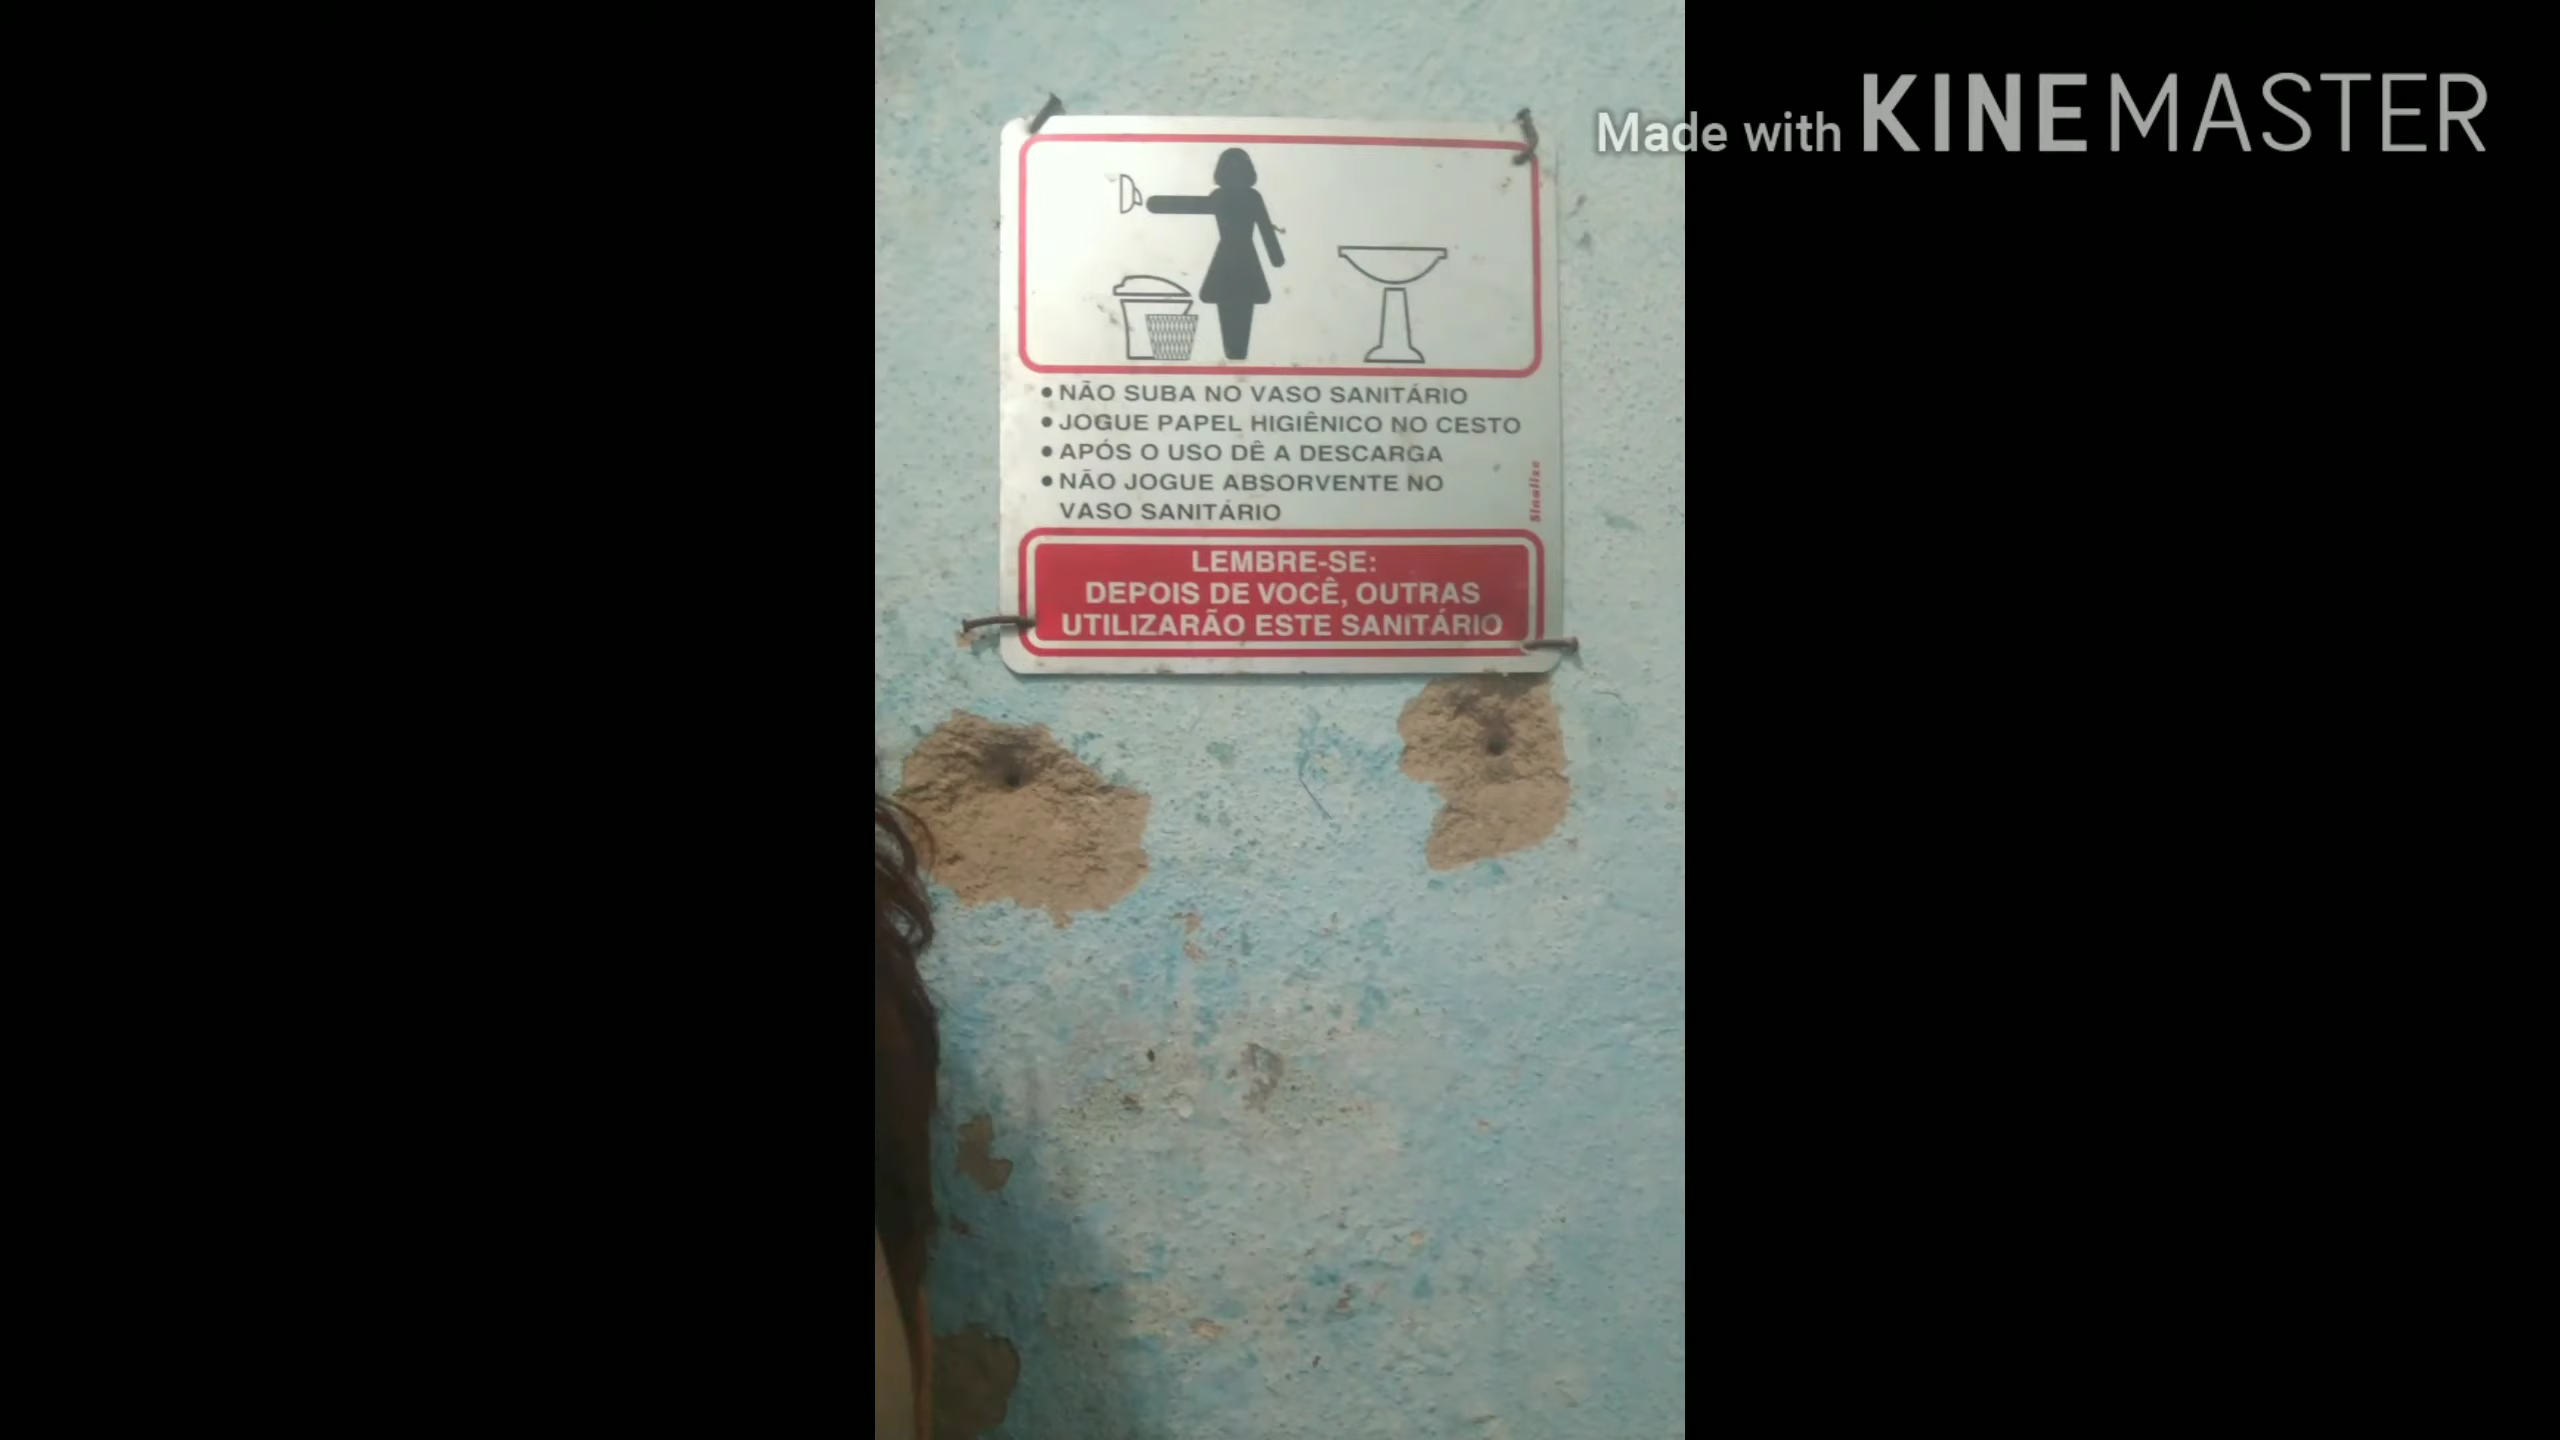 Made with KINEMASTER
• NÃO SUBA NO VASO SANITÁRIO
• JOGUE PAPEL HIGIÊNICO NO CESTO
• APÓS O USO DÊ A DESCARGA
• NÃO JOGUE ABSORVENTE NO
VASO SANITÁRIO
Sinalize
LEMBRE-SE:
DEPOIS DE VOCÊ, OUTRAS
UTILIZARÃO ESTE SANITÁRIO